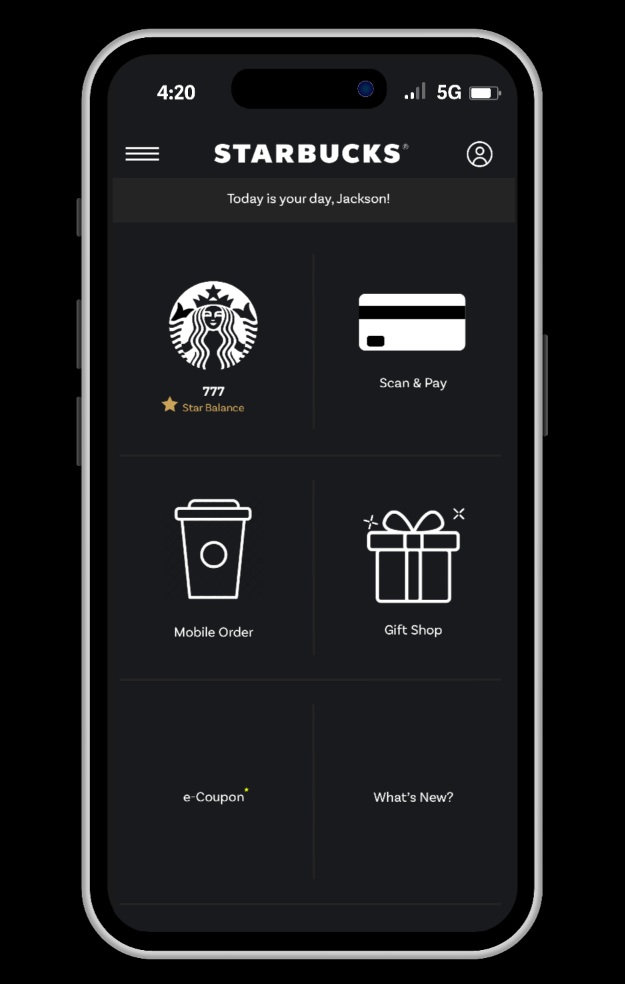 4:20 5G
STARBUCKS®
Today is your day, Jackson!
777
Star Balance
Scan & Pay
Mobile Order
Gift Shop
e-Coupon
What's New?